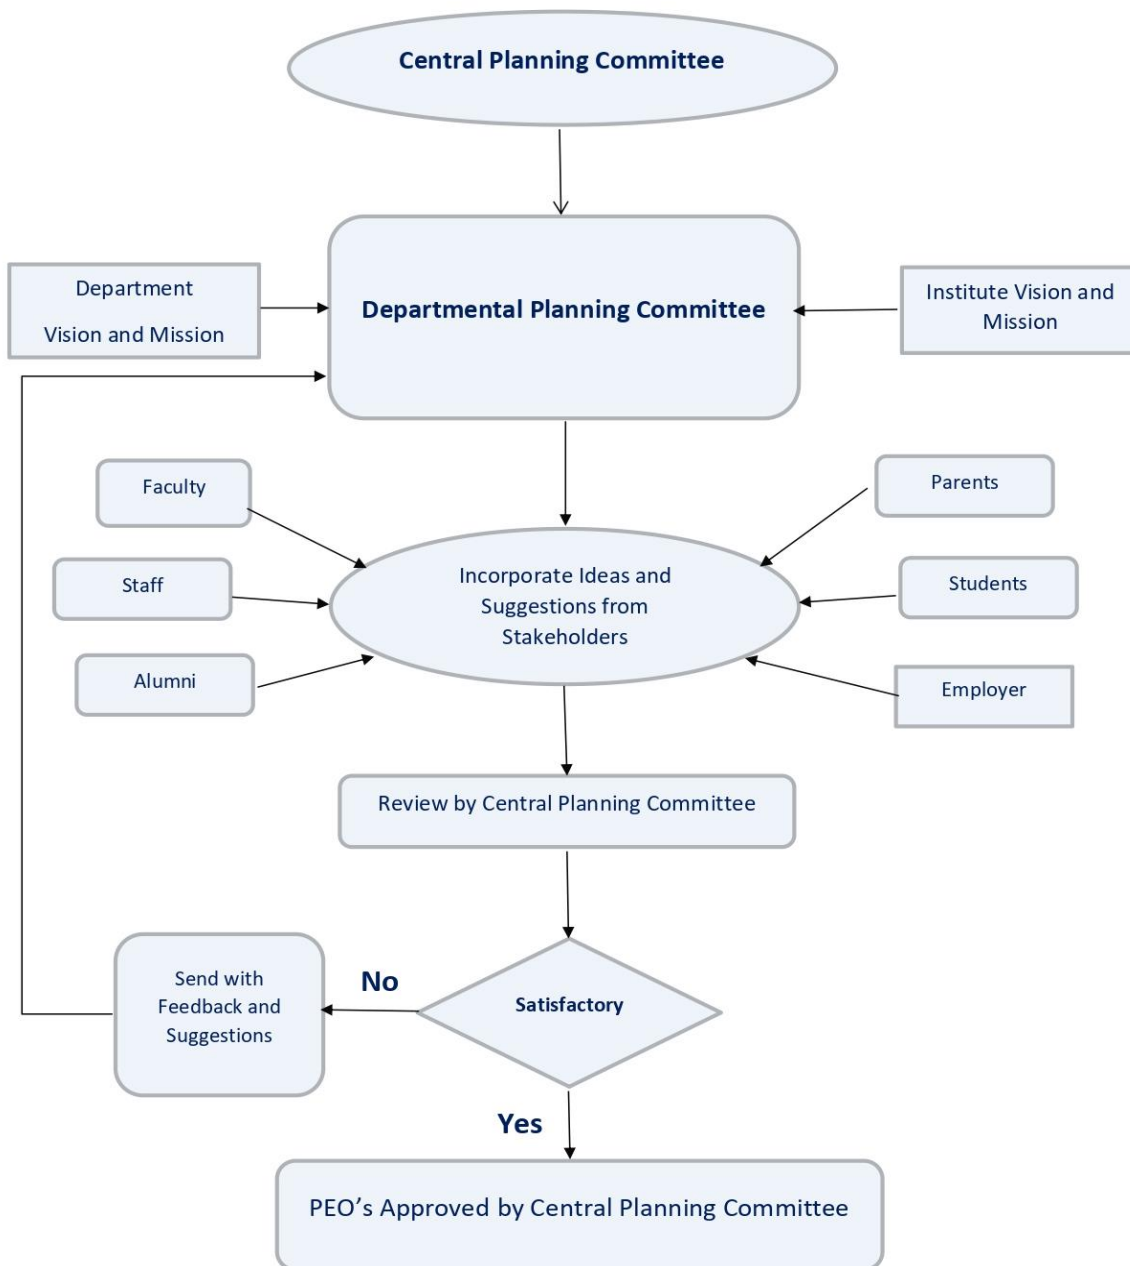 Central Planning Committee
Department
Vision and Mission
Departmental Planning Committee
Institute Vision and
Mission
Faculty
Parents
Staff
Incorporate Ideas and
Suggestions from
Stakeholders
Students
Alumni
Employer
Review by Central Planning Committee
Send with
Feedback and
Suggestions
No
Satisfactory
Yes
PEO’s Approved by Central Planning Committee